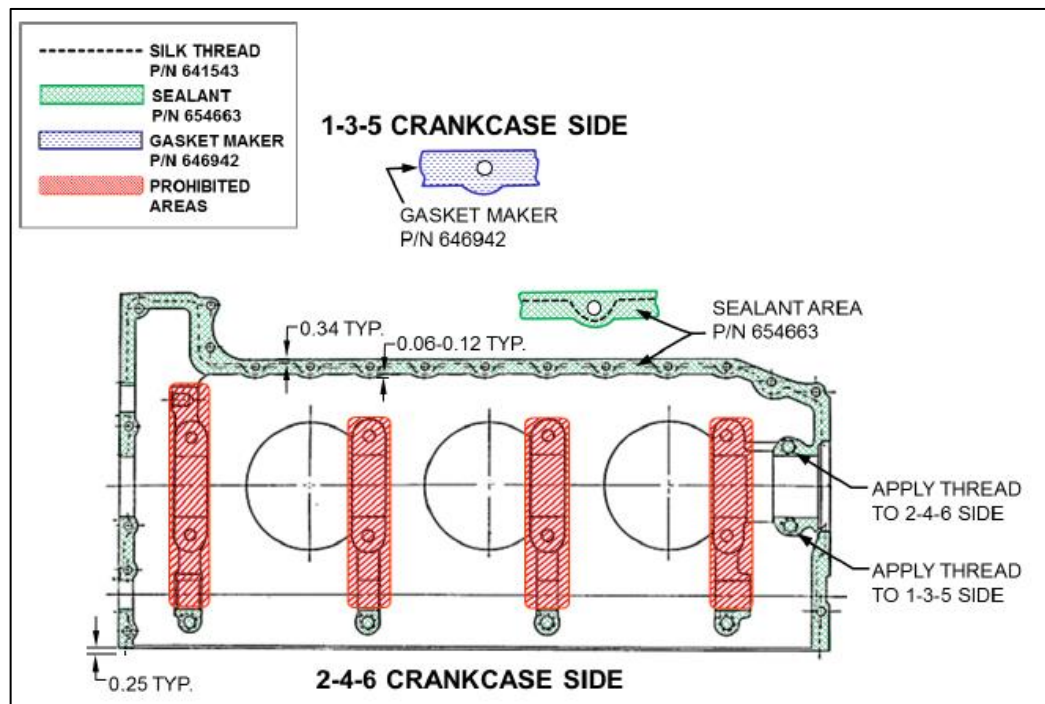 SILK THREAD
P/N 641543
SEALANT
P/N 654663
GASKET MAKER
P/N 646942
PROHIBITED
AREAS
1-3-5 CRANKCASE SIDE
GASKET MAKER
P/N 646942
SEALANT AREA
P/N 654663
0.34 TYP.
0.06-0.12 TYP.
APPLY THREAD
TO 2-4-6 SIDE
APPLY THREAD
TO 1-3-5 SIDE
0.25 TYP.
2-4-6 CRANKCASE SIDE